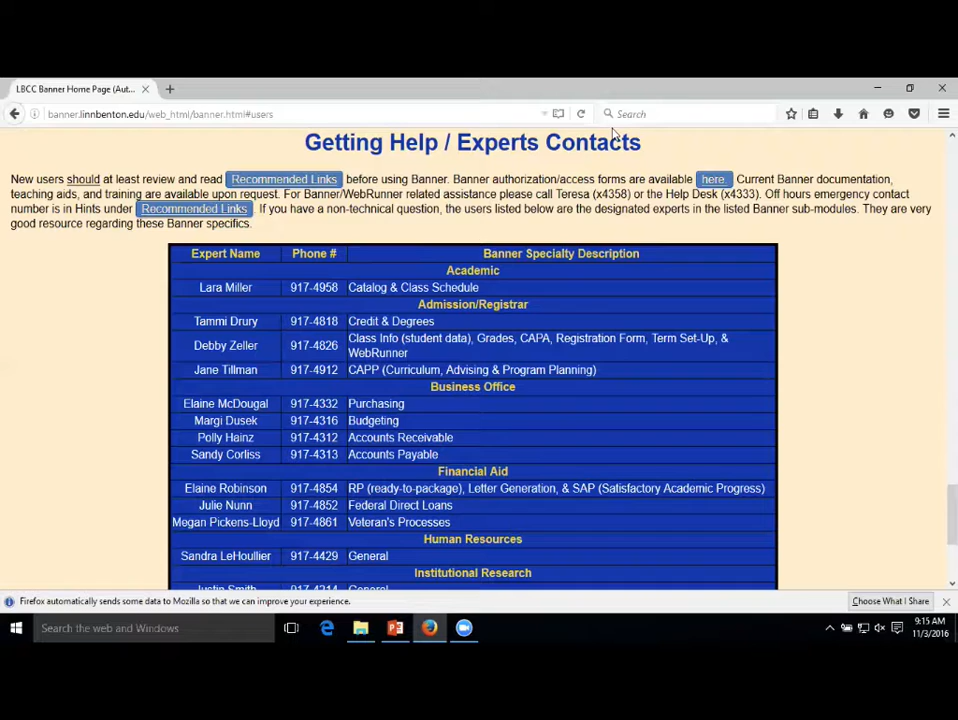 LBCC Banner Home Page (Aut...
banner.linnbenton.edu/web_html/banner.html#users
Search
Getting Help / Experts Contacts
New users should at least review and read Recommended Links before using Banner. Banner authorization/access forms are available here. Current Banner documentation,
teaching aids, and training are available upon request. For Banner/WebRunner related assistance please call Teresa (x4358) or the Help Desk (x4333). Off hours emergency contact
number is in Hints under Recommended Links. If you have a non-technical question, the users listed below are the designated experts in the listed Banner sub-modules. They are very
good resource regarding these Banner specifics.
Expert Name Phone # Banner Specialty Description
Academic
Lara Miller 917-4958 Catalog & Class Schedule
Admission/Registrar
Tammi Drury 917-4818 Credit & Degrees
Debby Zeller 917-4826 Class Info (student data), Grades, CAPA, Registration Form, Term Set-Up, &
WebRunner
Jane Tillman 917-4912 CAPP (Curriculum, Advising & Program Planning)
Business Office
Elaine McDougal 917-4332 Purchasing
Margi Dusek 917-4316 Budgeting
Polly Hainz 917-4312 Accounts Receivable
Sandy Corliss 917-4313 Accounts Payable
Financial Aid
Elaine Robinson 917-4854 RP (ready-to-package), Letter Generation, & SAP (Satisfactory Academic Progress)
Julie Nunn 917-4852 Federal Direct Loans
Megan Pickens-Lloyd 917-4861 Veteran's Processes
Human Resources
Sandra LeHoullier 917-4429 General
Institutional Research
Justin Smith 917-4214 General
Firefox automatically sends some data to Mozilla so that we can improve your experience.
Choose What I Share
Search the web and Windows
9:15 AM
11/3/2016